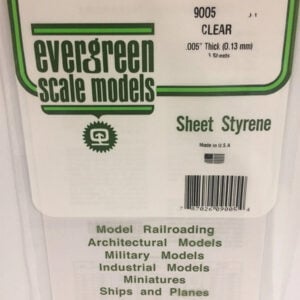 9005
CLEAR
.005" Thick (0.13 mm)
Sheets
evergreen
scale models
Sheet Styrene
Made in U.S.A
Model Railroading
Architectural Models
Military Models
Industrial Models
Miniatures
Ships and Planes